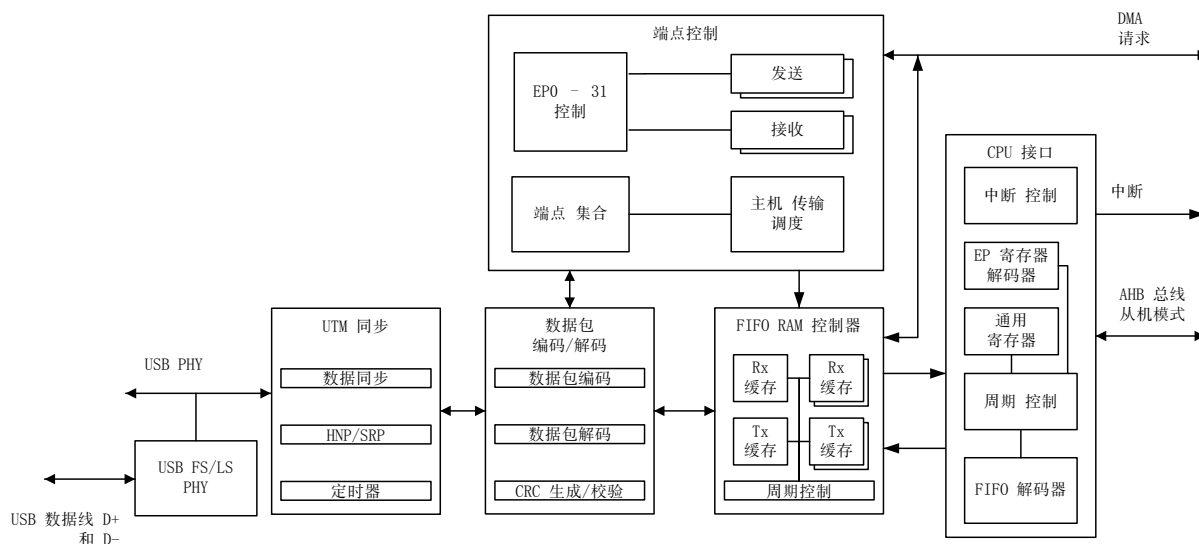 端点控制
EP0 - 31
控制
发送
接收
端点 集合
主机 传输
调度
DMA
请求
CPU 接口
中断 控制
中断
EP 寄存器
解码器
通用
寄存器
AHB 总线
从机模式
周期 控制
FIFO 解码器
UTM 同步
数据同步
HNP/SRP
定时器
数据包
编码/解码
数据包编码
数据包解码
CRC 生成/校验
FIFO RAM 控制器
Rx
缓存
Rx
缓存
Tx
缓存
Tx
缓存
周期控制
USB PHY
USB FS/LS
PHY
USB 数据线 D+
和 D-